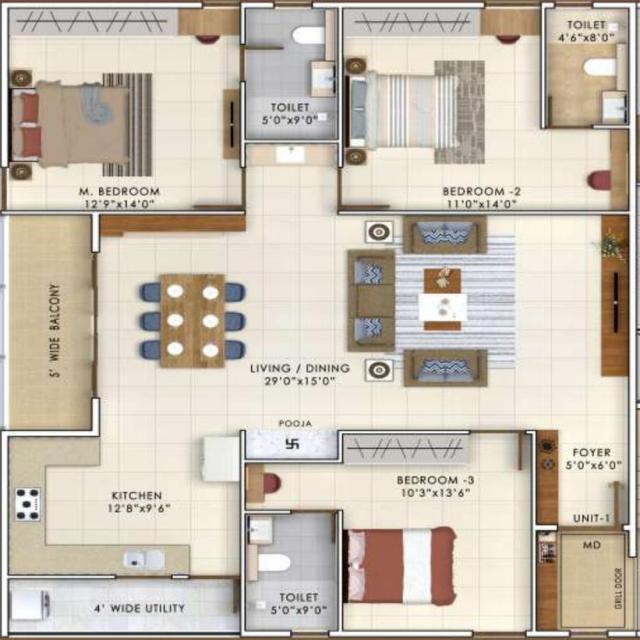 TOILET
4'6"x8'0"
TOILET
5'0"x9'0"
M. BEDROOM
12'9"x14'0"
BEDROOM -2
11'0"x14'0"
5' WIDE BALCONY
LIVING / DINING
29'0"x15'0"
POOJA
FOYER
5'0"x6'0"
UNIT-1
BEDROOM -3
10'3"x13'6"
KITCHEN
12'8"x9'6"
MD
GRILL DOOR
TOILET
5'0"x9'0"
4' WIDE UTILITY